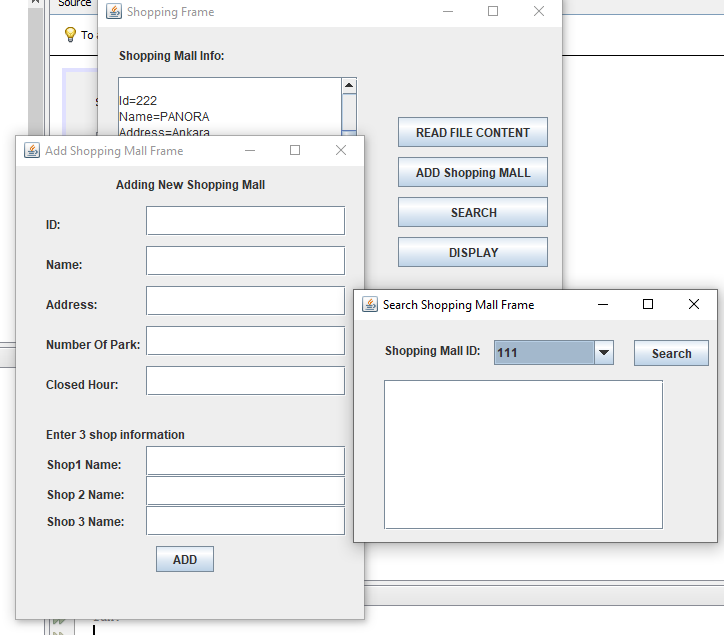 Source
Shopping Frame
To
Shopping Mall Info:
Id=222
Name=PANORA
Address=Ankara
READ FILE CONTENT
ADD Shopping MALL
SEARCH
DISPLAY
Add Shopping Mall Frame
Adding New Shopping Mall
ID:
Name:
Address:
Number Of Park:
Closed Hour:
Enter 3 shop information
Shop1 Name:
Shop 2 Name:
Shop 3 Name:
ADD
Search Shopping Mall Frame
Shopping Mall ID:
111
Search